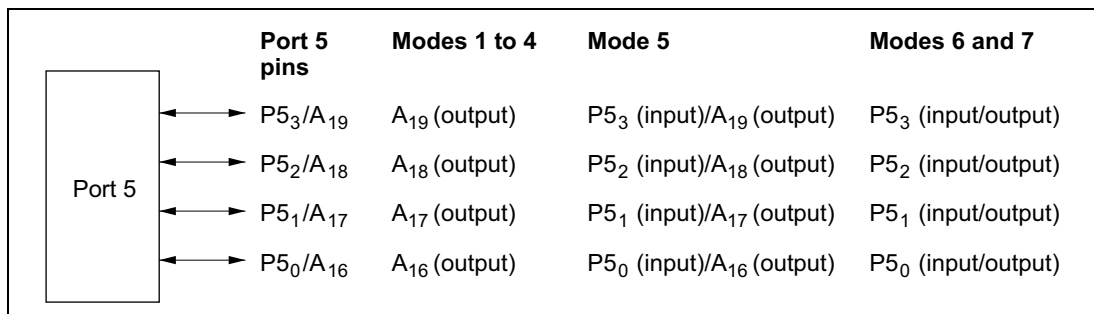 Port 5 pins Modes 1 to 4 Mode 5 Modes 6 and 7
P5₃/A₁₉ A₁₉ (output) P5₃ (input)/A₁₉ (output) P5₃ (input/output)
P5₂/A₁₈ A₁₈ (output) P5₂ (input)/A₁₈ (output) P5₂ (input/output)
Port 5
P5₁/A₁₇ A₁₇ (output) P5₁ (input)/A₁₇ (output) P5₁ (input/output)
P5₀/A₁₆ A₁₆ (output) P5₀ (input)/A₁₆ (output) P5₀ (input/output)